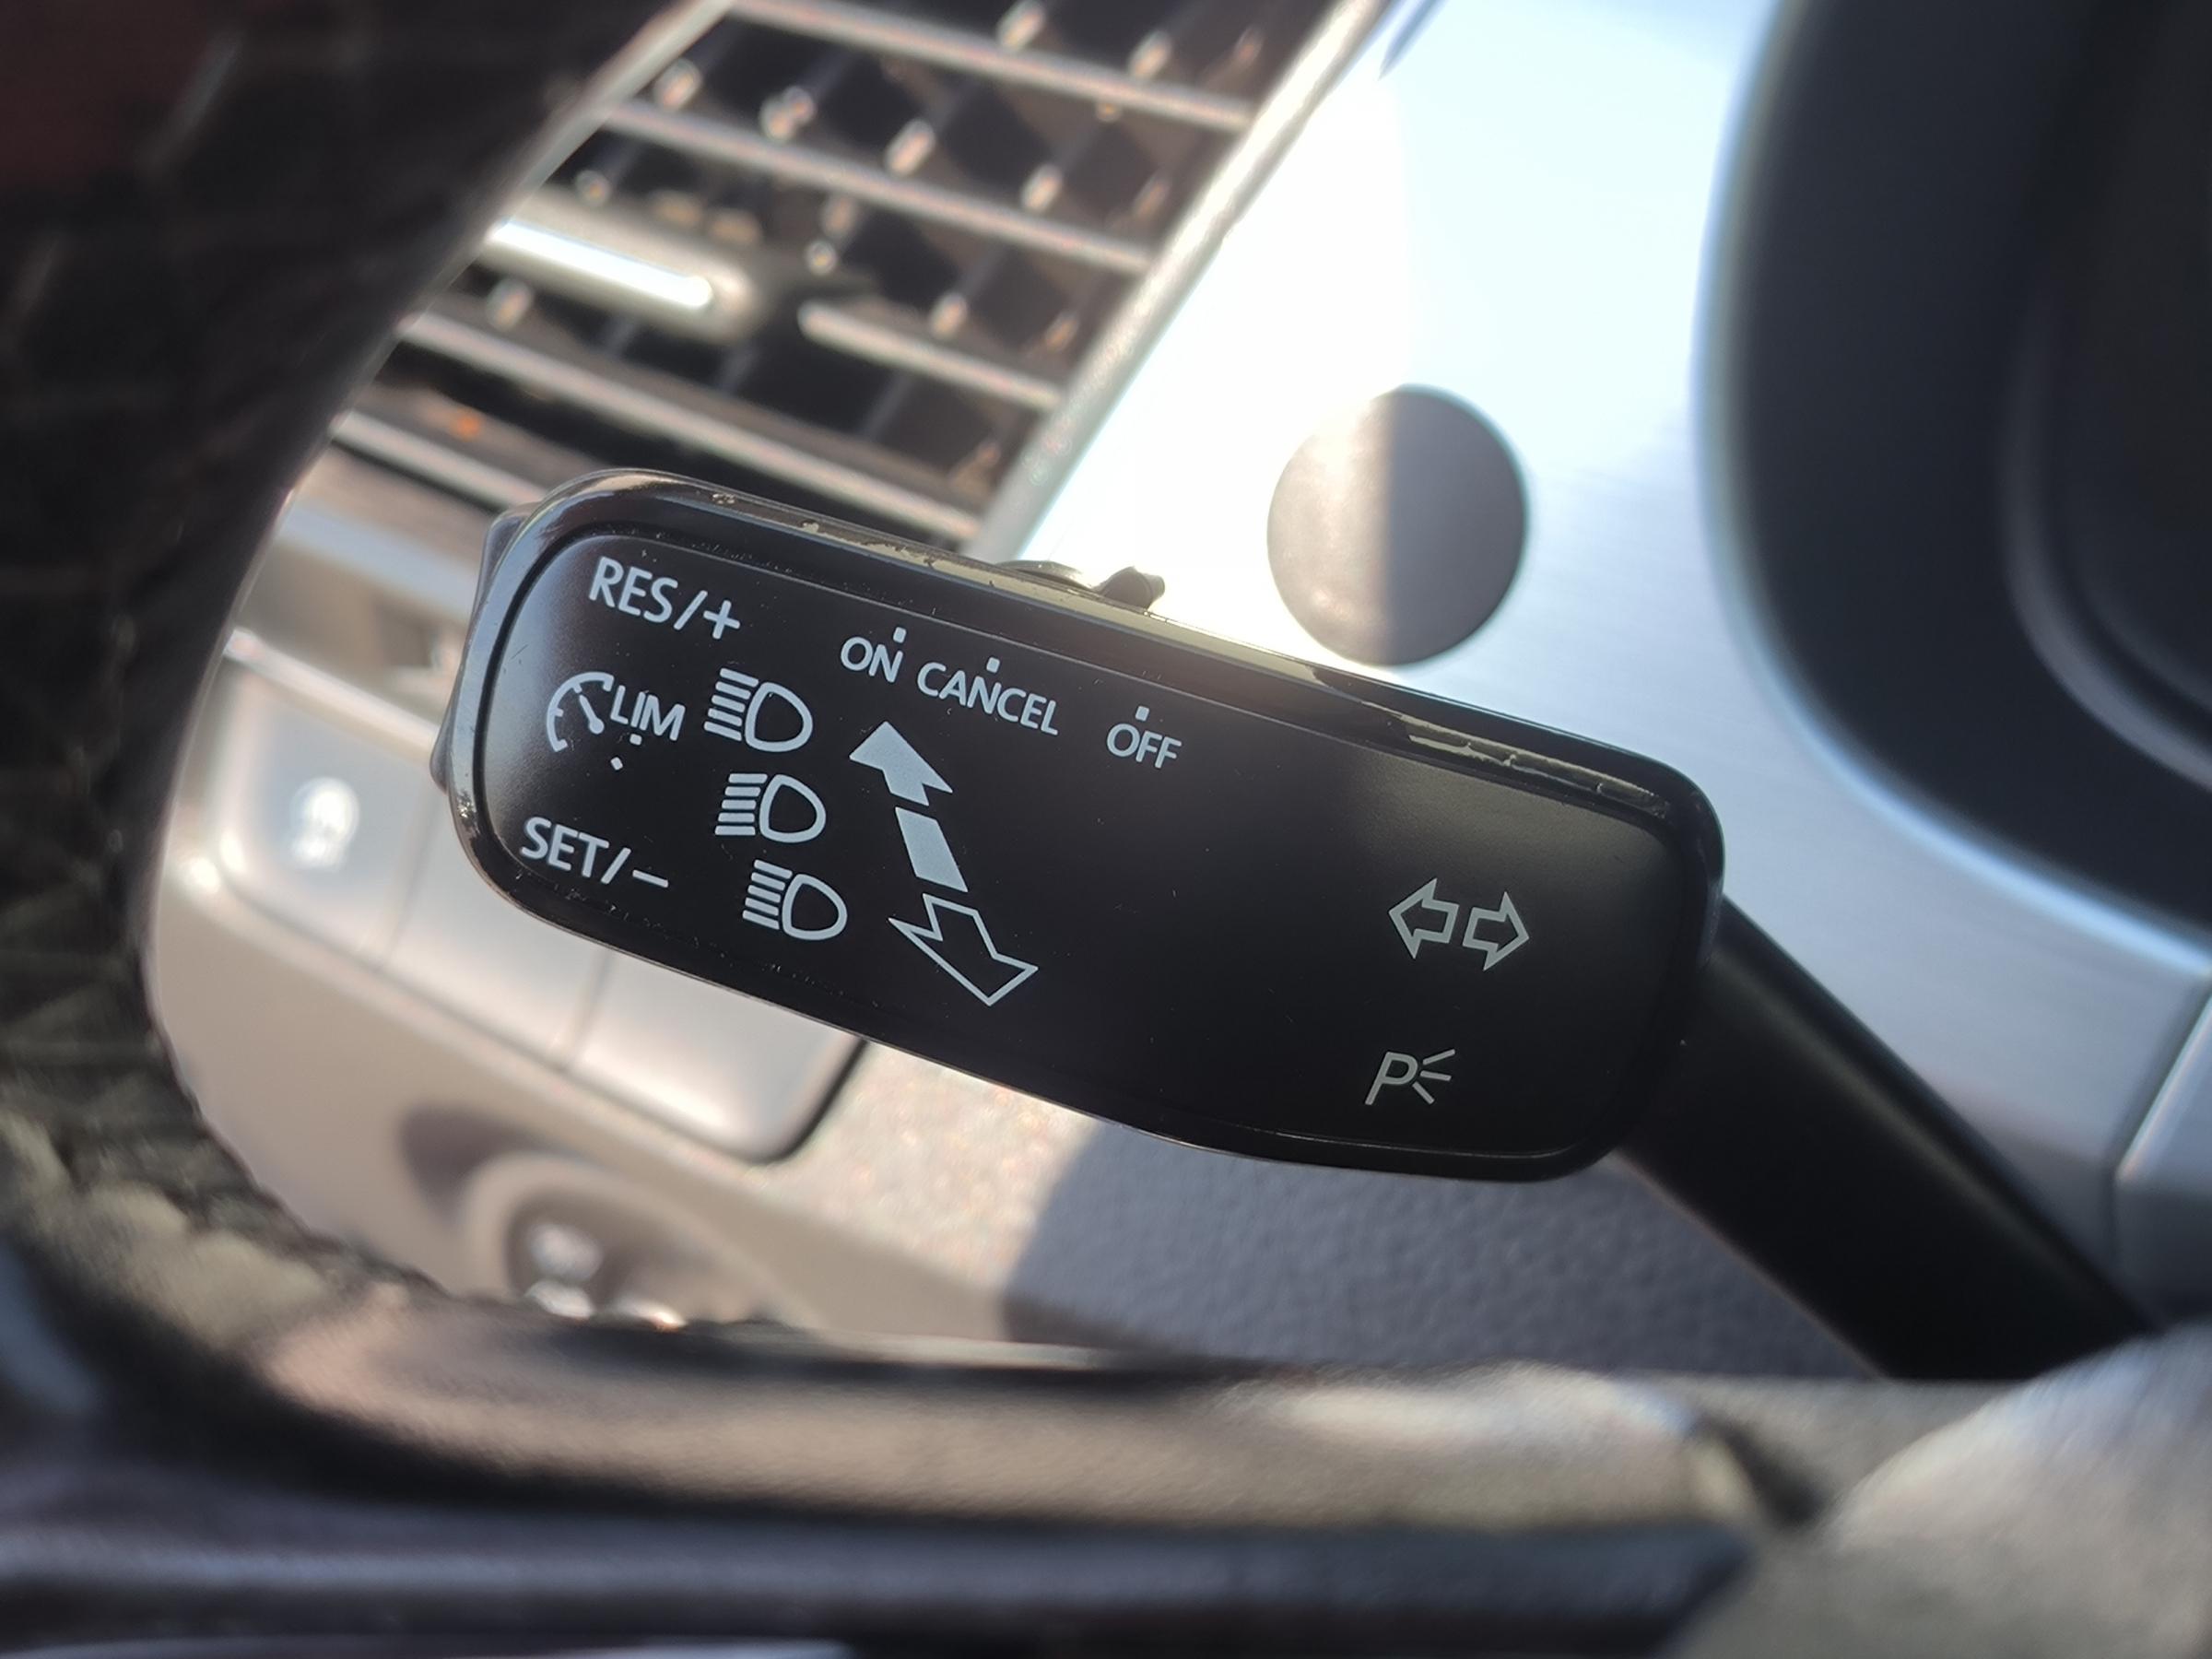 RES/+
ON CANCEL OFF
LIM
SET/–
P